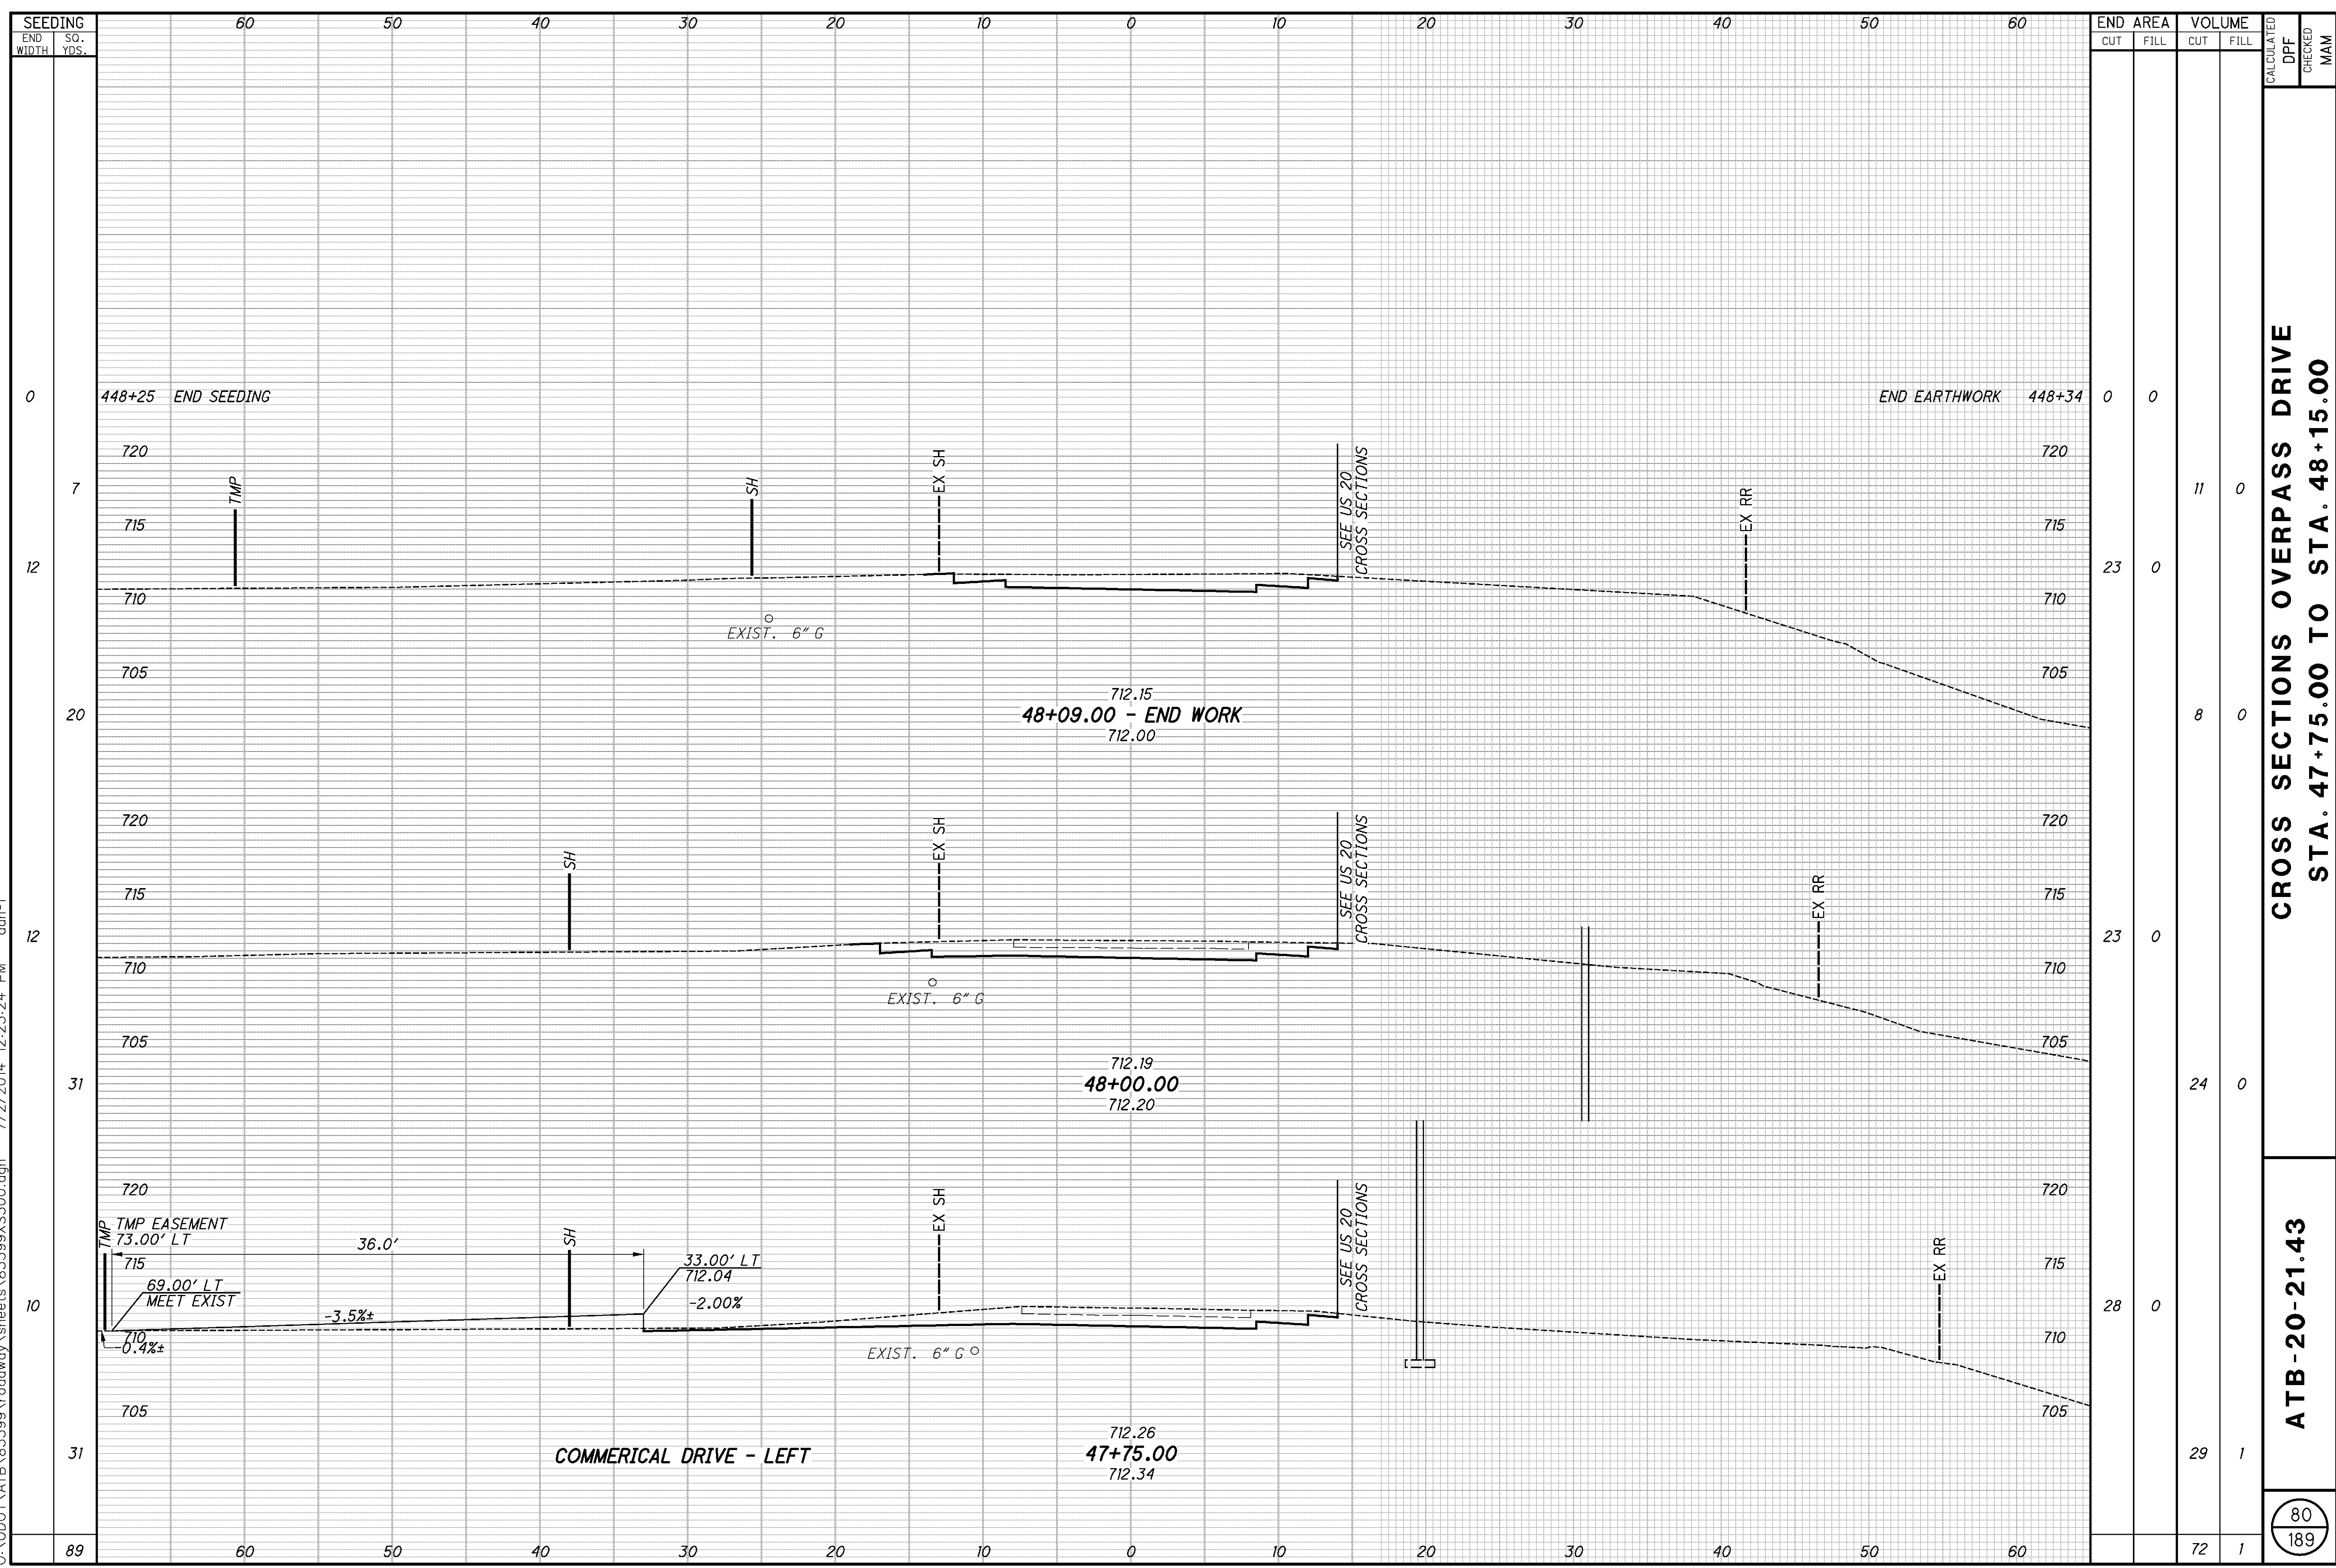 SEEDING
END WIDTH
SQ. YDS.
60 50 40 30 20 10 0 10 20 30 40 50 60
END AREA
CUT FILL
VOLUME
CUT FILL
CALCULATED
DPF
CHECKED
MAM
0
448+25 END SEEDING
END EARTHWORK 448+34
0 0
720
720
7
TMP
SH
EX SH
SEE US 20
CROSS SECTIONS
EX RR
11 0
715
715
12
23 0
710
710
EXIST. 6" G
705
705
712.15
20
48+09.00 - END WORK
8 0
712.00
720
720
SH
EX SH
SEE US 20
CROSS SECTIONS
EX RR
715
715
12
23 0
710
710
EXIST. 6" G
705
705
712.19
31
48+00.00
24 0
712.20
720
720
TMP
TMP EASEMENT
73.00' LT
36.0'
SH
EX SH
SEE US 20
CROSS SECTIONS
EX RR
33.00' LT
712.04
715
715
69.00' LT
MEET EXIST
-3.5%±
-2.00%
10
28 0
710
710
-0.4%±
EXIST. 6" G
705
705
712.26
31
COMMERICAL DRIVE - LEFT
47+75.00
29 1
712.34
89
60 50 40 30 20 10 0 10 20 30 40 50 60
72 1
CROSS SECTIONS OVERPASS DRIVE
STA. 47+75.00 TO STA. 48+15.00
ATB-20-21.43
80
189